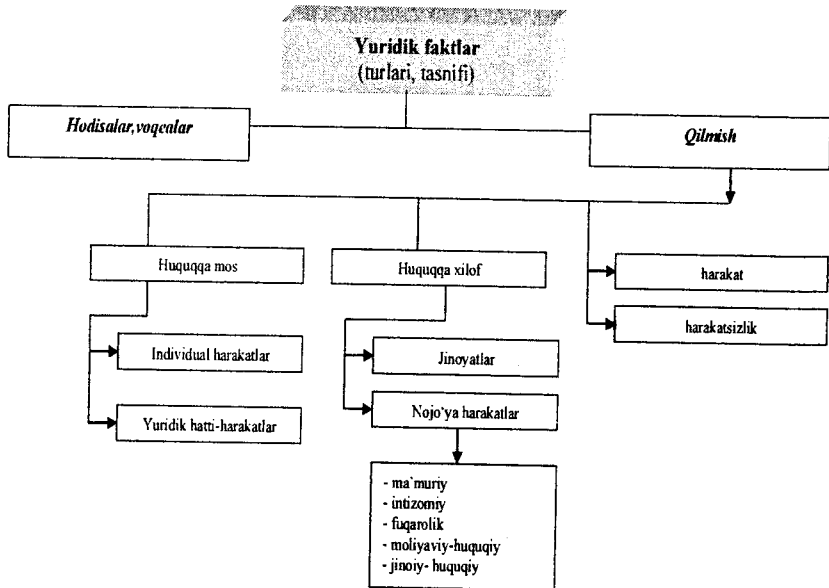 Yuridik faktlar
(turlari, tasnifi)
Hodisalar,voqealar
Qilmish
Huquqqa mos
Huquqqa xilof
harakat
harakatsizlik
Individual harakatlar
Jinoyatlar
Yuridik hatti-harakatlar
Nojo'ya harakatlar
- ma`muriy
- intizomiy
- fuqarolik
- moliyaviy-huquqiy
- jinoiy- huquqiy